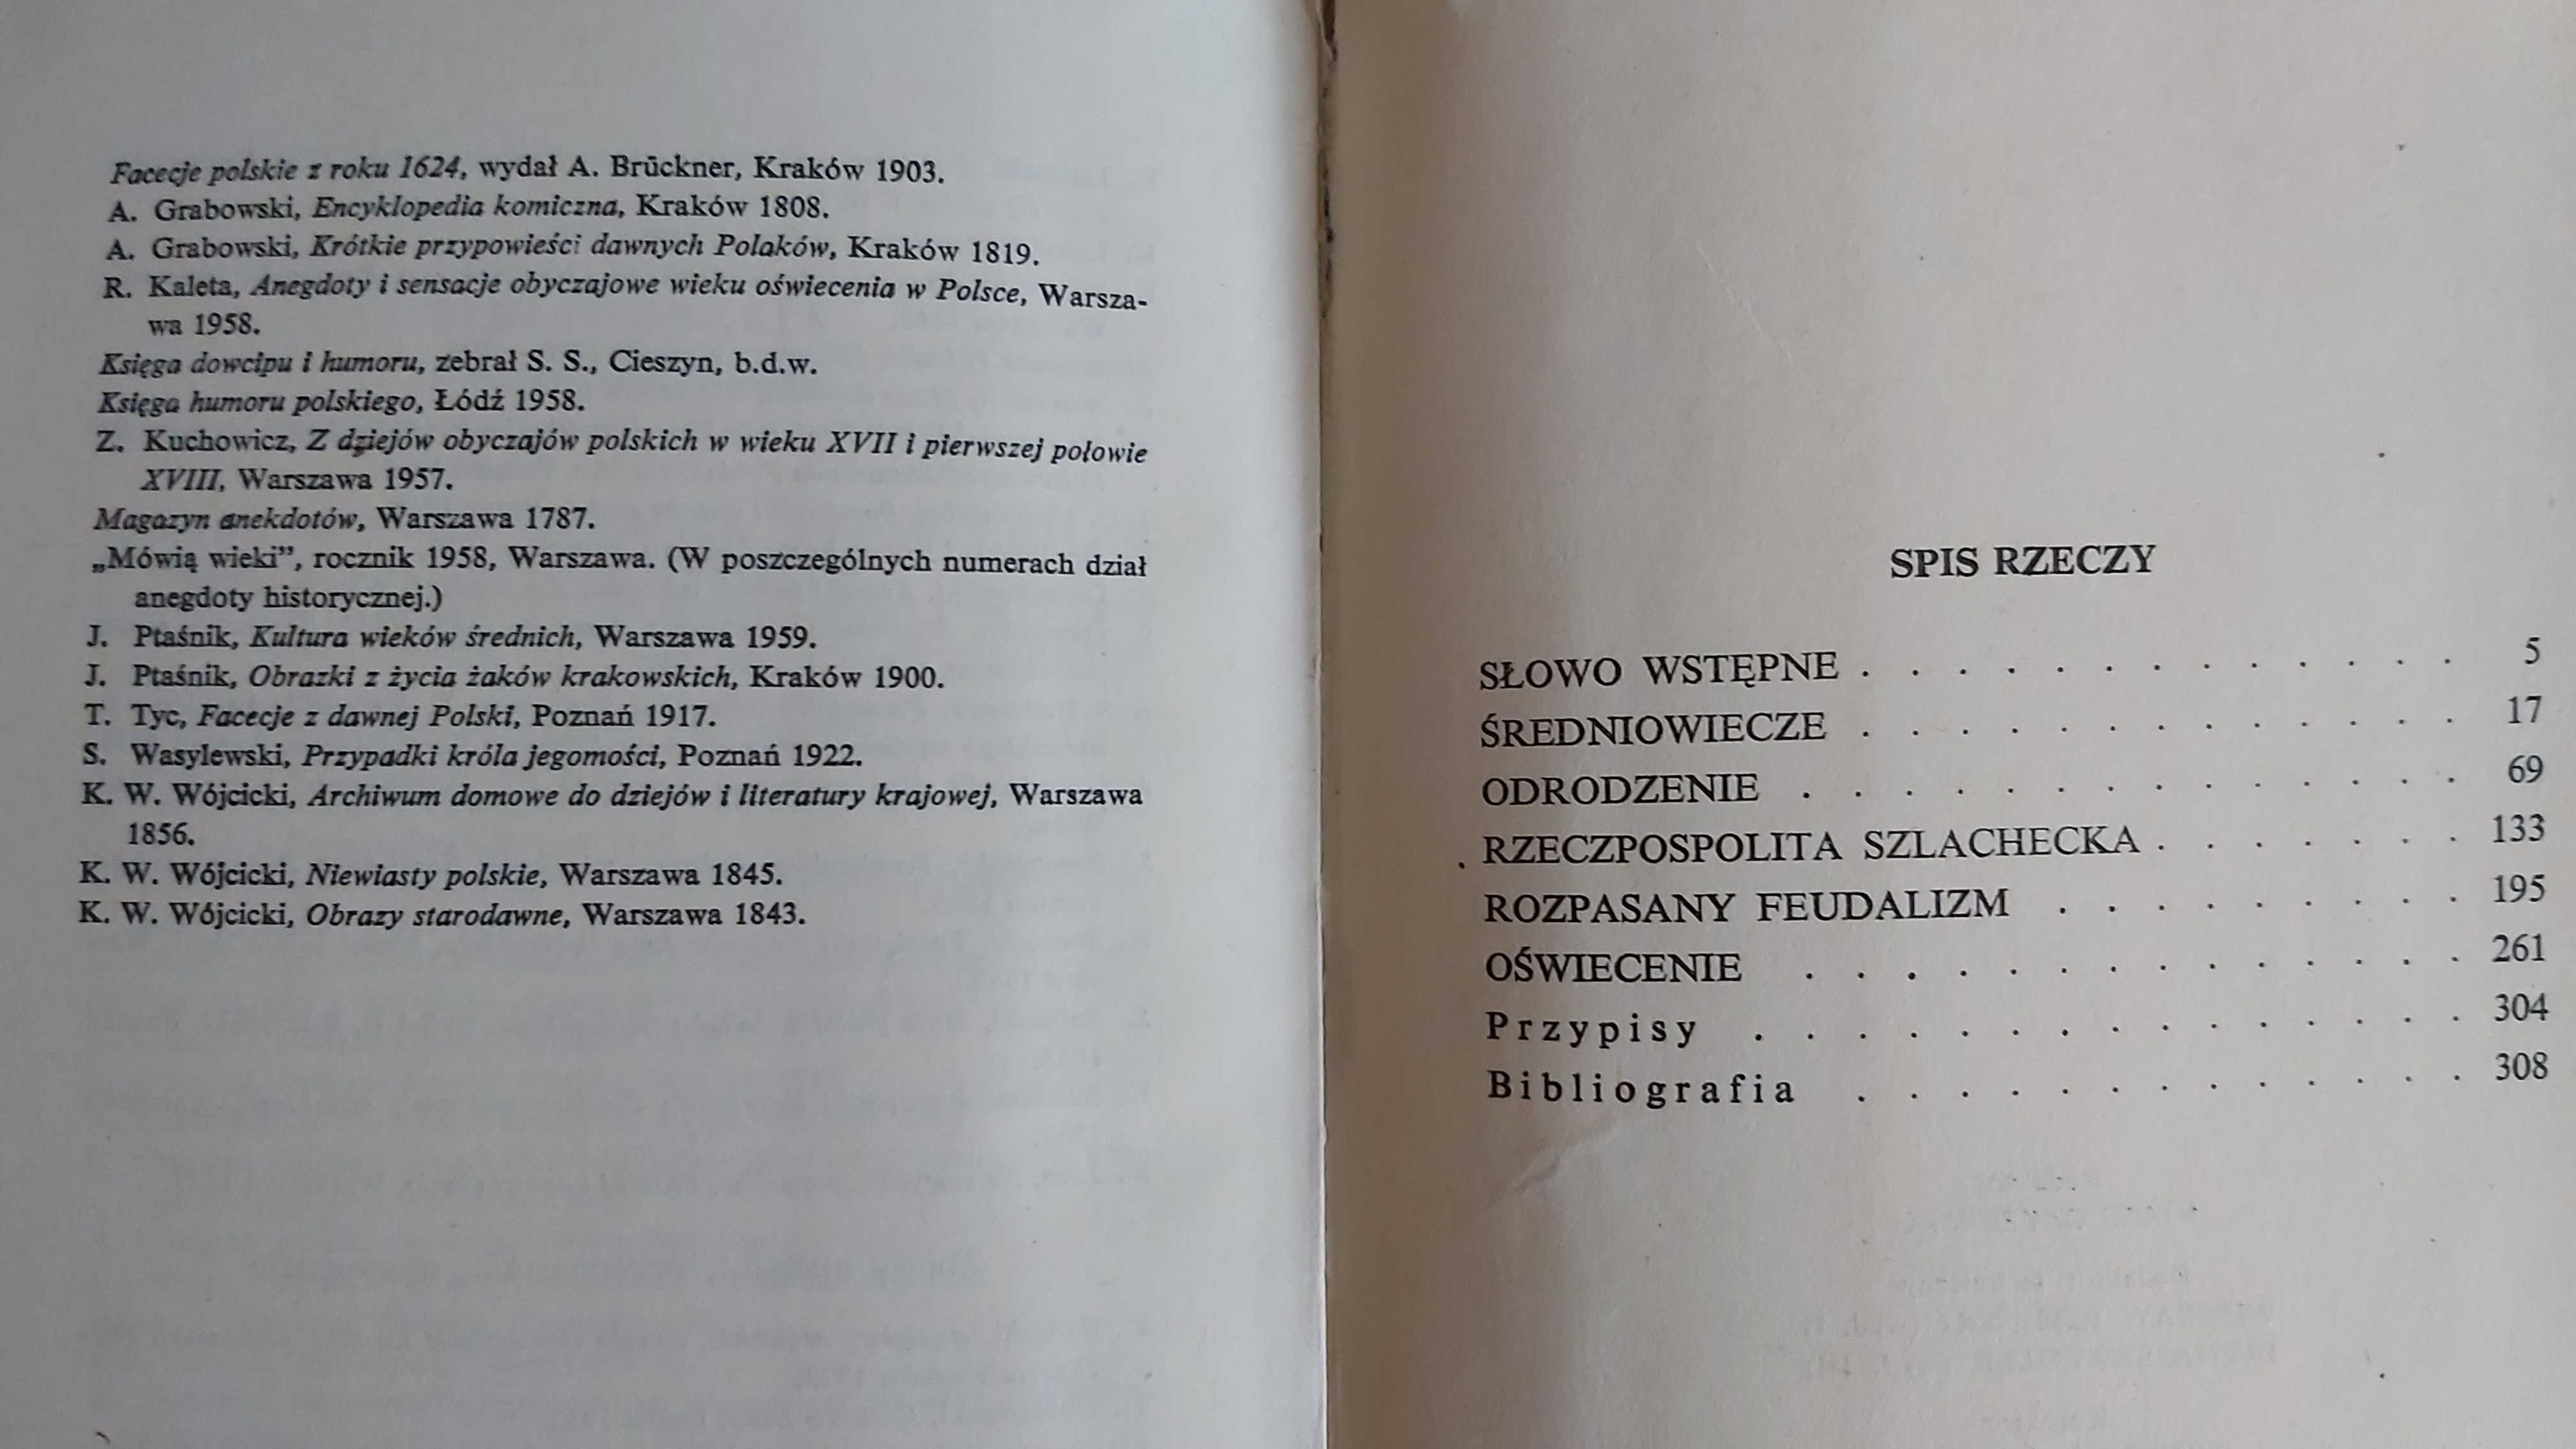 Facecje polskie z roku 1624, wydał A. Brückner, Kraków 1903.
A. Grabowski, Encyklopedia komiczna, Kraków 1808.
A. Grabowski, Krótkie przypowieści dawnych Polaków, Kraków 1819.
R. Kaleta, Anegdoty i sensacje obyczajowe wieku oświecenia w Polsce, Warsza-
wa 1958.
Księga dowcipu i humoru, zebrał S. S., Cieszyn, b.d.w.
Księga humoru polskiego, Łódź 1958.
Z. Kuchowicz, Z dziejów obyczajów polskich w wieku XVII i pierwszej połowie
XVIII, Warszawa 1957.
Magazyn anekdotów, Warszawa 1787.
„Mówią wieki”, rocznik 1958, Warszawa. (W poszczególnych numerach dział
anegdoty historycznej.)
J. Ptaśnik, Kultura wieków średnich, Warszawa 1959.
J. Ptaśnik, Obrazki z życia żaków krakowskich, Kraków 1900.
T. Tyc, Facecje z dawnej Polski, Poznań 1917.
S. Wasylewski, Przypadki króla jegomości, Poznań 1922.
K. W. Wójcicki, Archiwum domowe do dziejów i literatury krajowej, Warszawa
1856.
K. W. Wójcicki, Niewiasty polskie, Warszawa 1845.
K. W. Wójcicki, Obrazy starodawne, Warszawa 1843.
SPIS RZECZY
SŁOWO WSTĘPNE . . . . . . . . . . . . 5
ŚREDNIOWIECZE . . . . . . . . . . . . 17
ODRODZENIE . . . . . . . . . . . . . . 69
RZECZPOSPOLITA SZLACHECKA . . . . . . . 133
ROZPASANY FEUDALIZM . . . . . . . . . 195
OŚWIECENIE . . . . . . . . . . . . . . 261
Przypisy . . . . . . . . . . . . . . . 304
Bibliografia . . . . . . . . . . . . . 308